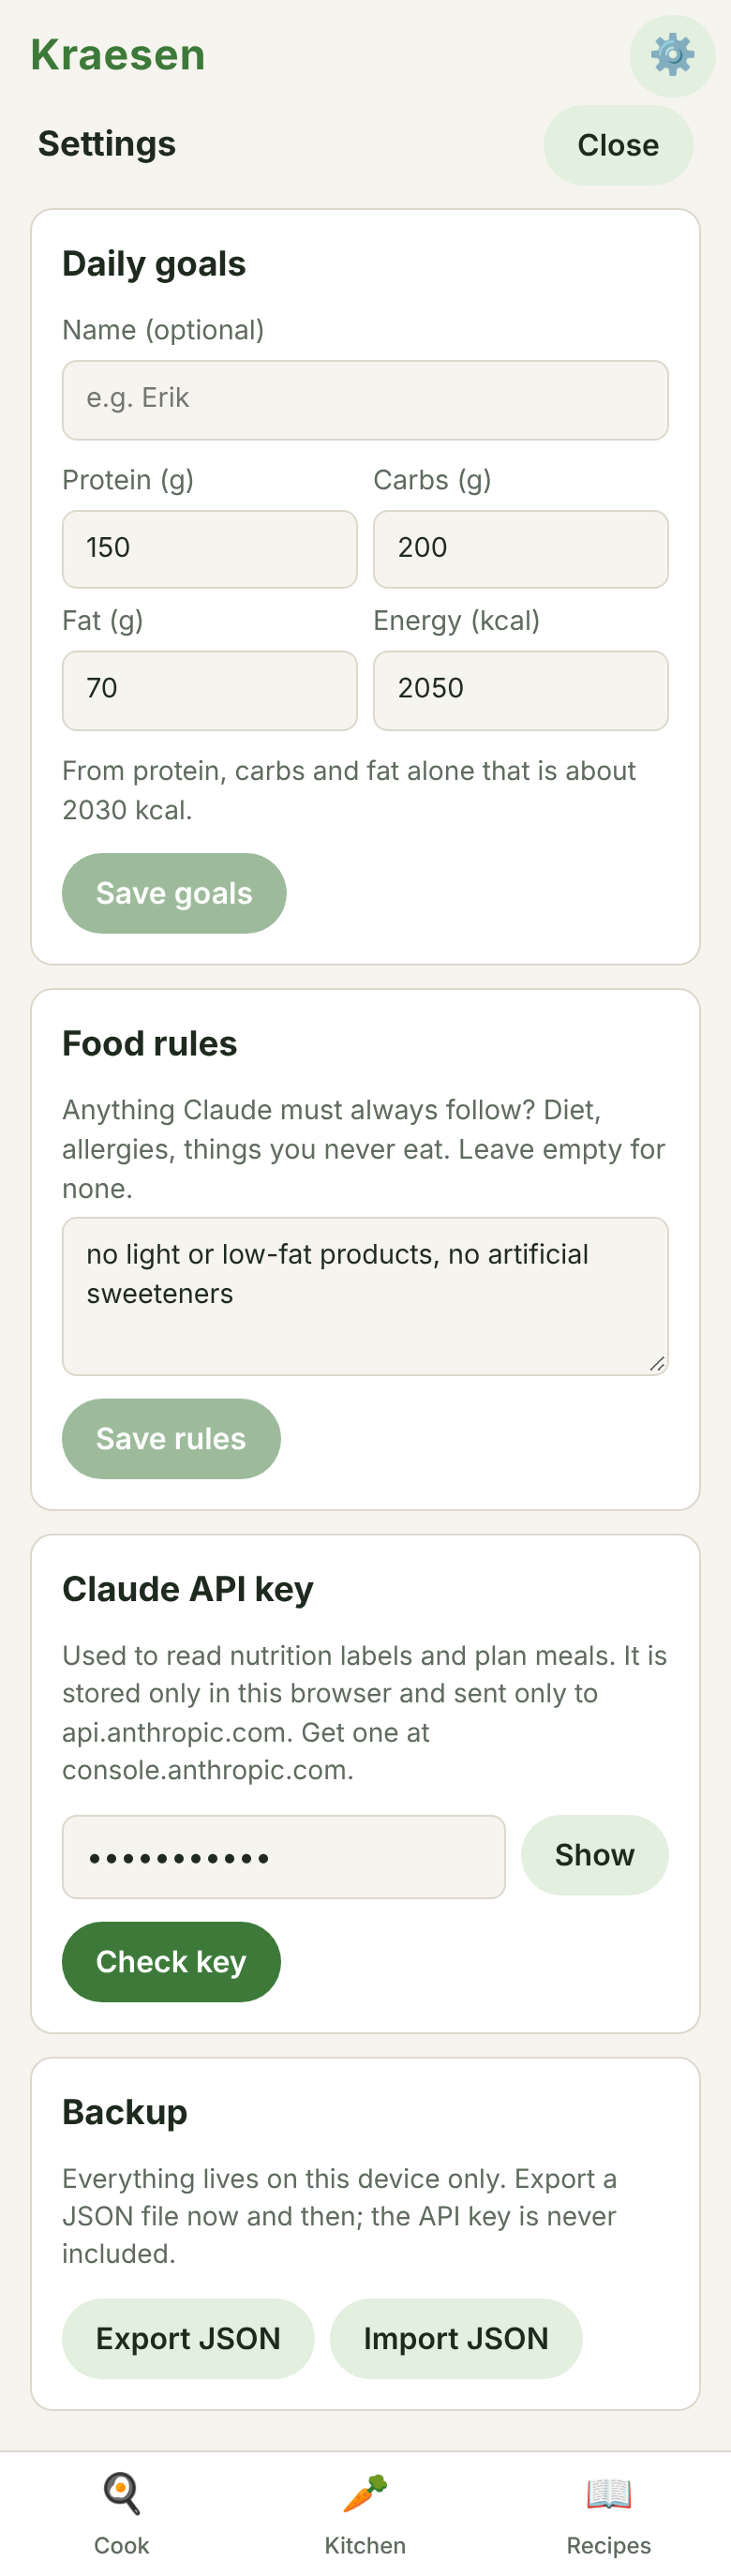 Kraesen
Settings
Close
Daily goals
Name (optional)
e.g. Erik
Protein (g)
Carbs (g)
150
200
Fat (g)
Energy (kcal)
70
2050
From protein, carbs and fat alone that is about
2030 kcal.
Save goals
Food rules
Anything Claude must always follow? Diet,
allergies, things you never eat. Leave empty for
none.
no light or low-fat products, no artificial
sweeteners
Save rules
Claude API key
Used to read nutrition labels and plan meals. It is
stored only in this browser and sent only to
api.anthropic.com. Get one at
console.anthropic.com.
•••••••••••
Show
Check key
Backup
Everything lives on this device only. Export a
JSON file now and then; the API key is never
included.
Export JSON
Import JSON
Cook
Kitchen
Recipes